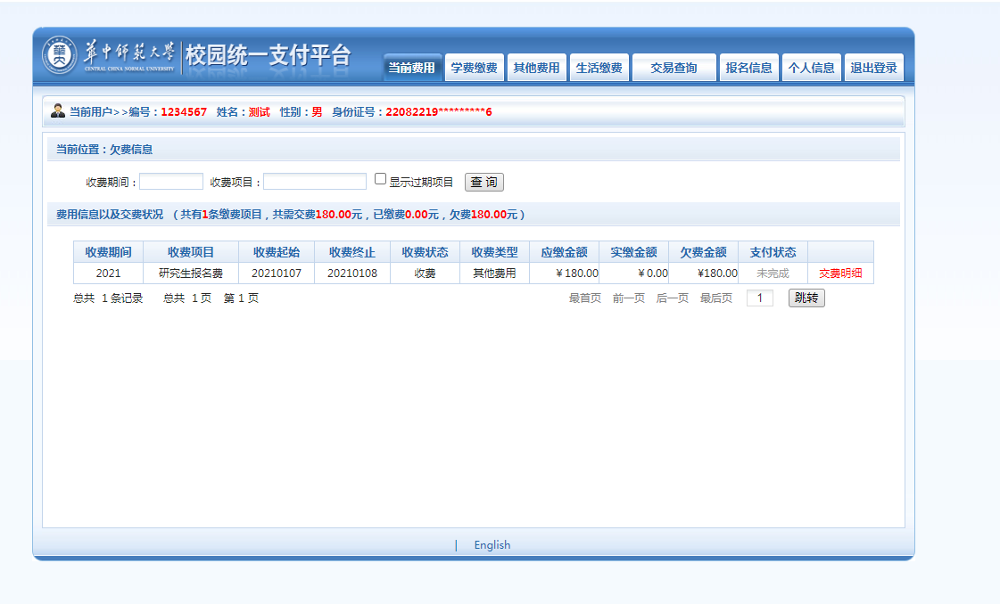 華中師範大學 校园统一支付平台
CENTRAL CHINA NORMAL UNIVERSITY
当前费用 学费缴费 其他费用 生活缴费 交易查询 报名信息 个人信息 退出登录
当前用户>>编号：1234567 姓名：测试 性别：男 身份证号：22082219*********6
当前位置：欠费信息
收费期间： 收费项目： 显示过期项目 查 询
费用信息以及交费状况 （共有1条缴费项目，共需交费180.00元，已缴费0.00元，欠费180.00元）
收费期间 收费项目 收费起始 收费终止 收费状态 收费类型 应缴金额 实缴金额 欠费金额 支付状态
2021 研究生报名费 20210107 20210108 收费 其他费用 ￥180.00 ￥0.00 ¥180.00 未完成 交费明细
总共 1 条记录 总共 1 页 第 1 页 最首页 前一页 后一页 最后页 1 跳转
| English